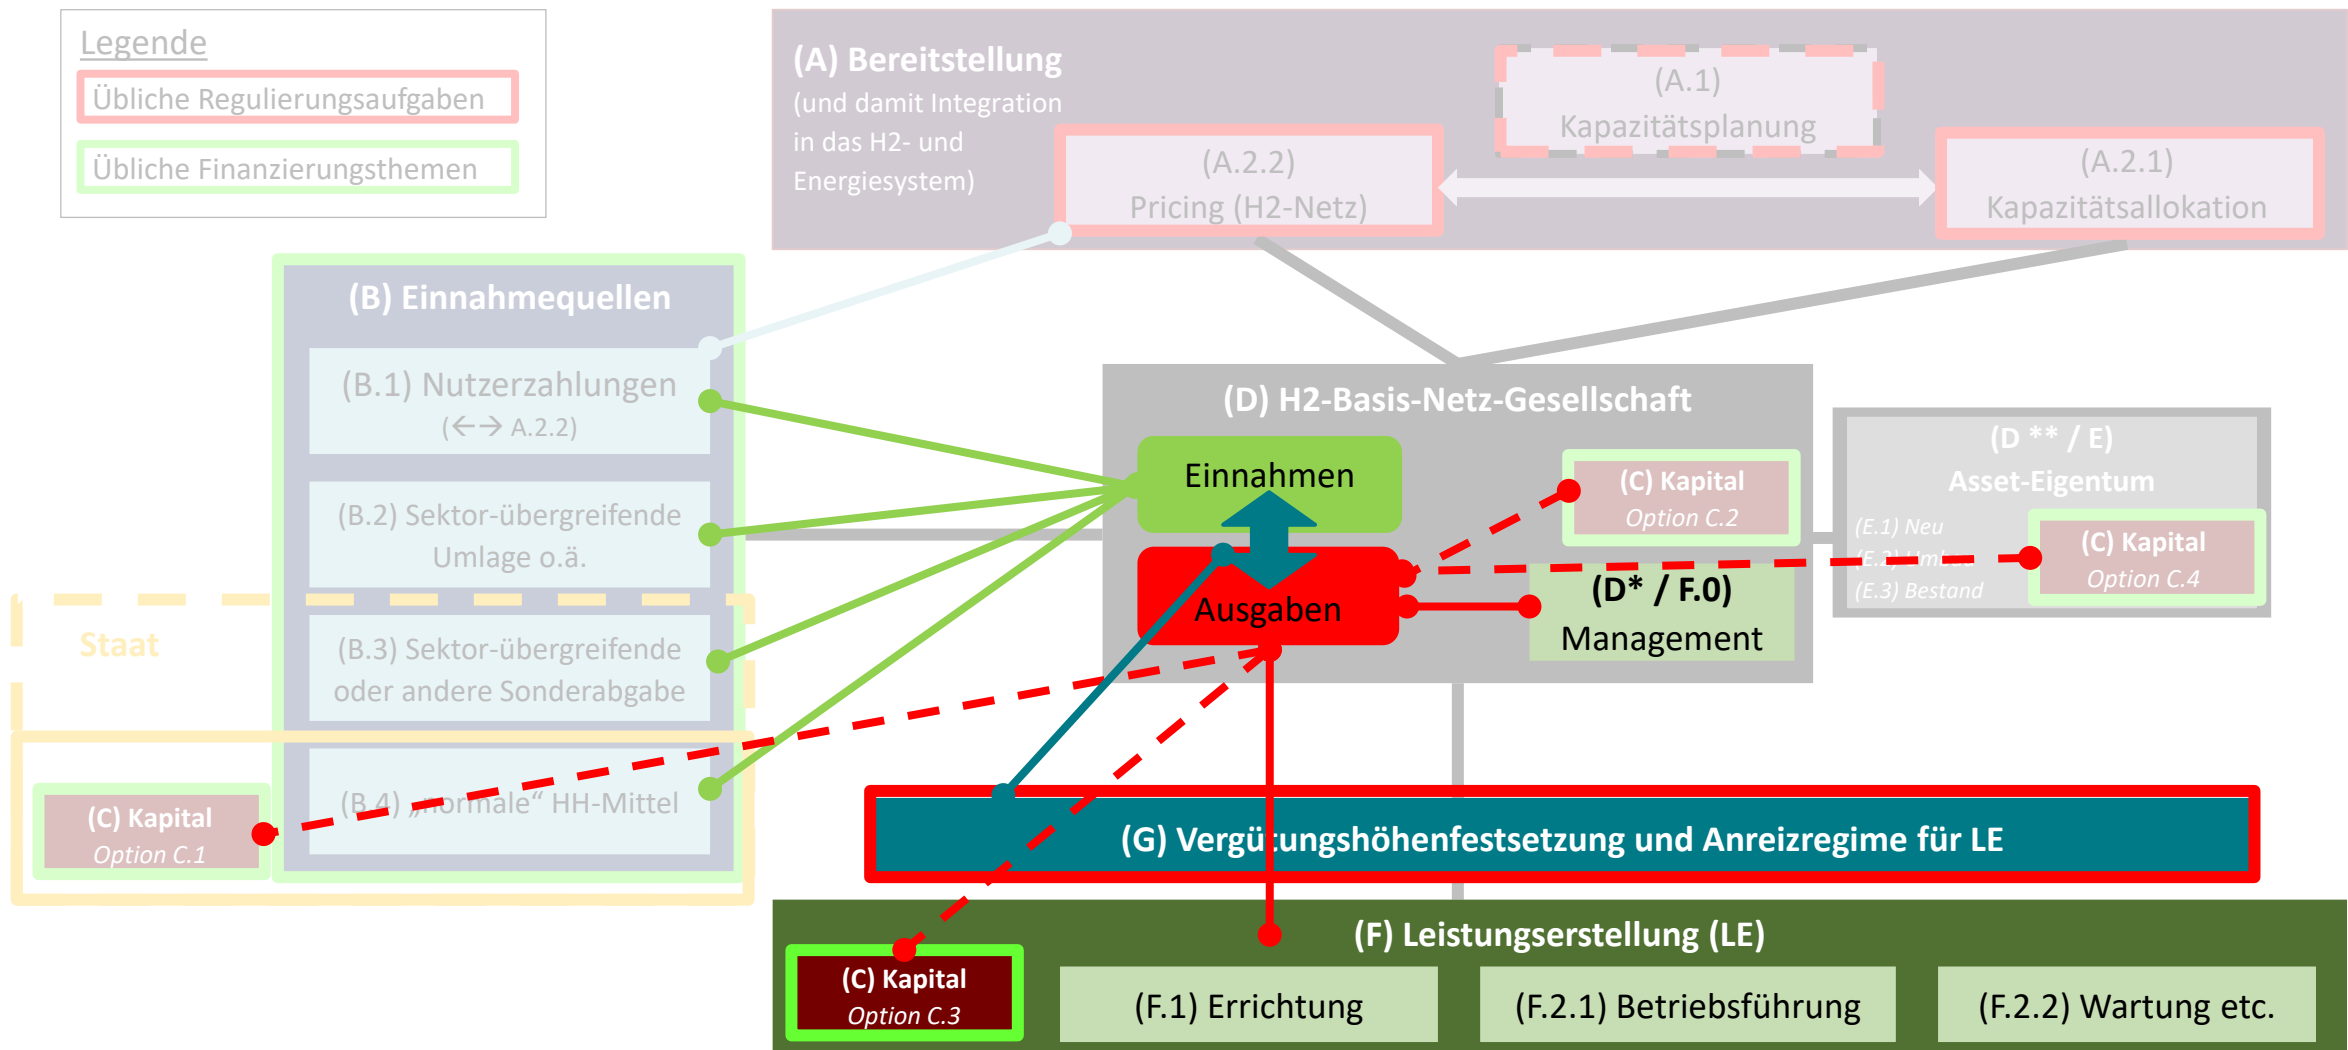 Legende
Übliche Regulierungsaufgaben
Übliche Finanzierungsthemen
(A) Bereitstellung
(und damit Integration
in das H2- und
Energiesystem)
(A.1)
Kapazitätsplanung
(A.2.2)
Pricing (H2-Netz)
(A.2.1)
Kapazitätsallokation
(B) Einnahmequellen
(B.1) Nutzerzahlungen
(←→ A.2.2)
(B.2) Sektor-übergreifende
Umlage o.ä.
(B.3) Sektor-übergreifende
oder andere Sonderabgabe
(B.4) „normale“ HH-Mittel
Staat
(C) Kapital
Option C.1
(D) H2-Basis-Netz-Gesellschaft
Einnahmen
Ausgaben
(C) Kapital
Option C.2
(D* / F.0)
Management
(D ** / E)
Asset-Eigentum
(E.1) Neu
(E.2) Umbau
(E.3) Bestand
(C) Kapital
Option C.4
(G) Vergütungshöhenfestsetzung und Anreizregime für LE
(F) Leistungserstellung (LE)
(C) Kapital
Option C.3
(F.1) Errichtung
(F.2.1) Betriebsführung
(F.2.2) Wartung etc.